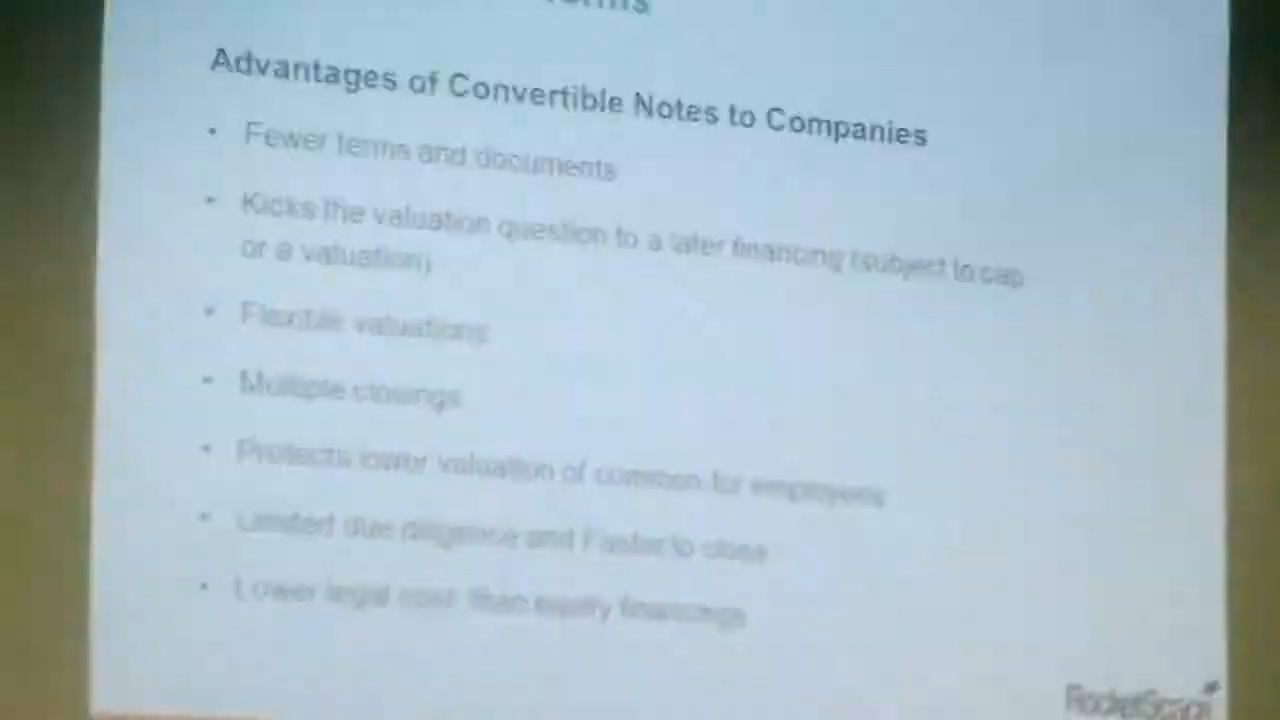 Advantages of Convertible Notes to Companies
• Fewer terms and documents
• Kicks the valuation question to a later financing (subject to cap
or a valuation)
• Flexible valuations
• Multiple closings
• Protects lower valuation of common for employees
• Limited due diligence and Faster to close
• Lower legal cost than equity financings